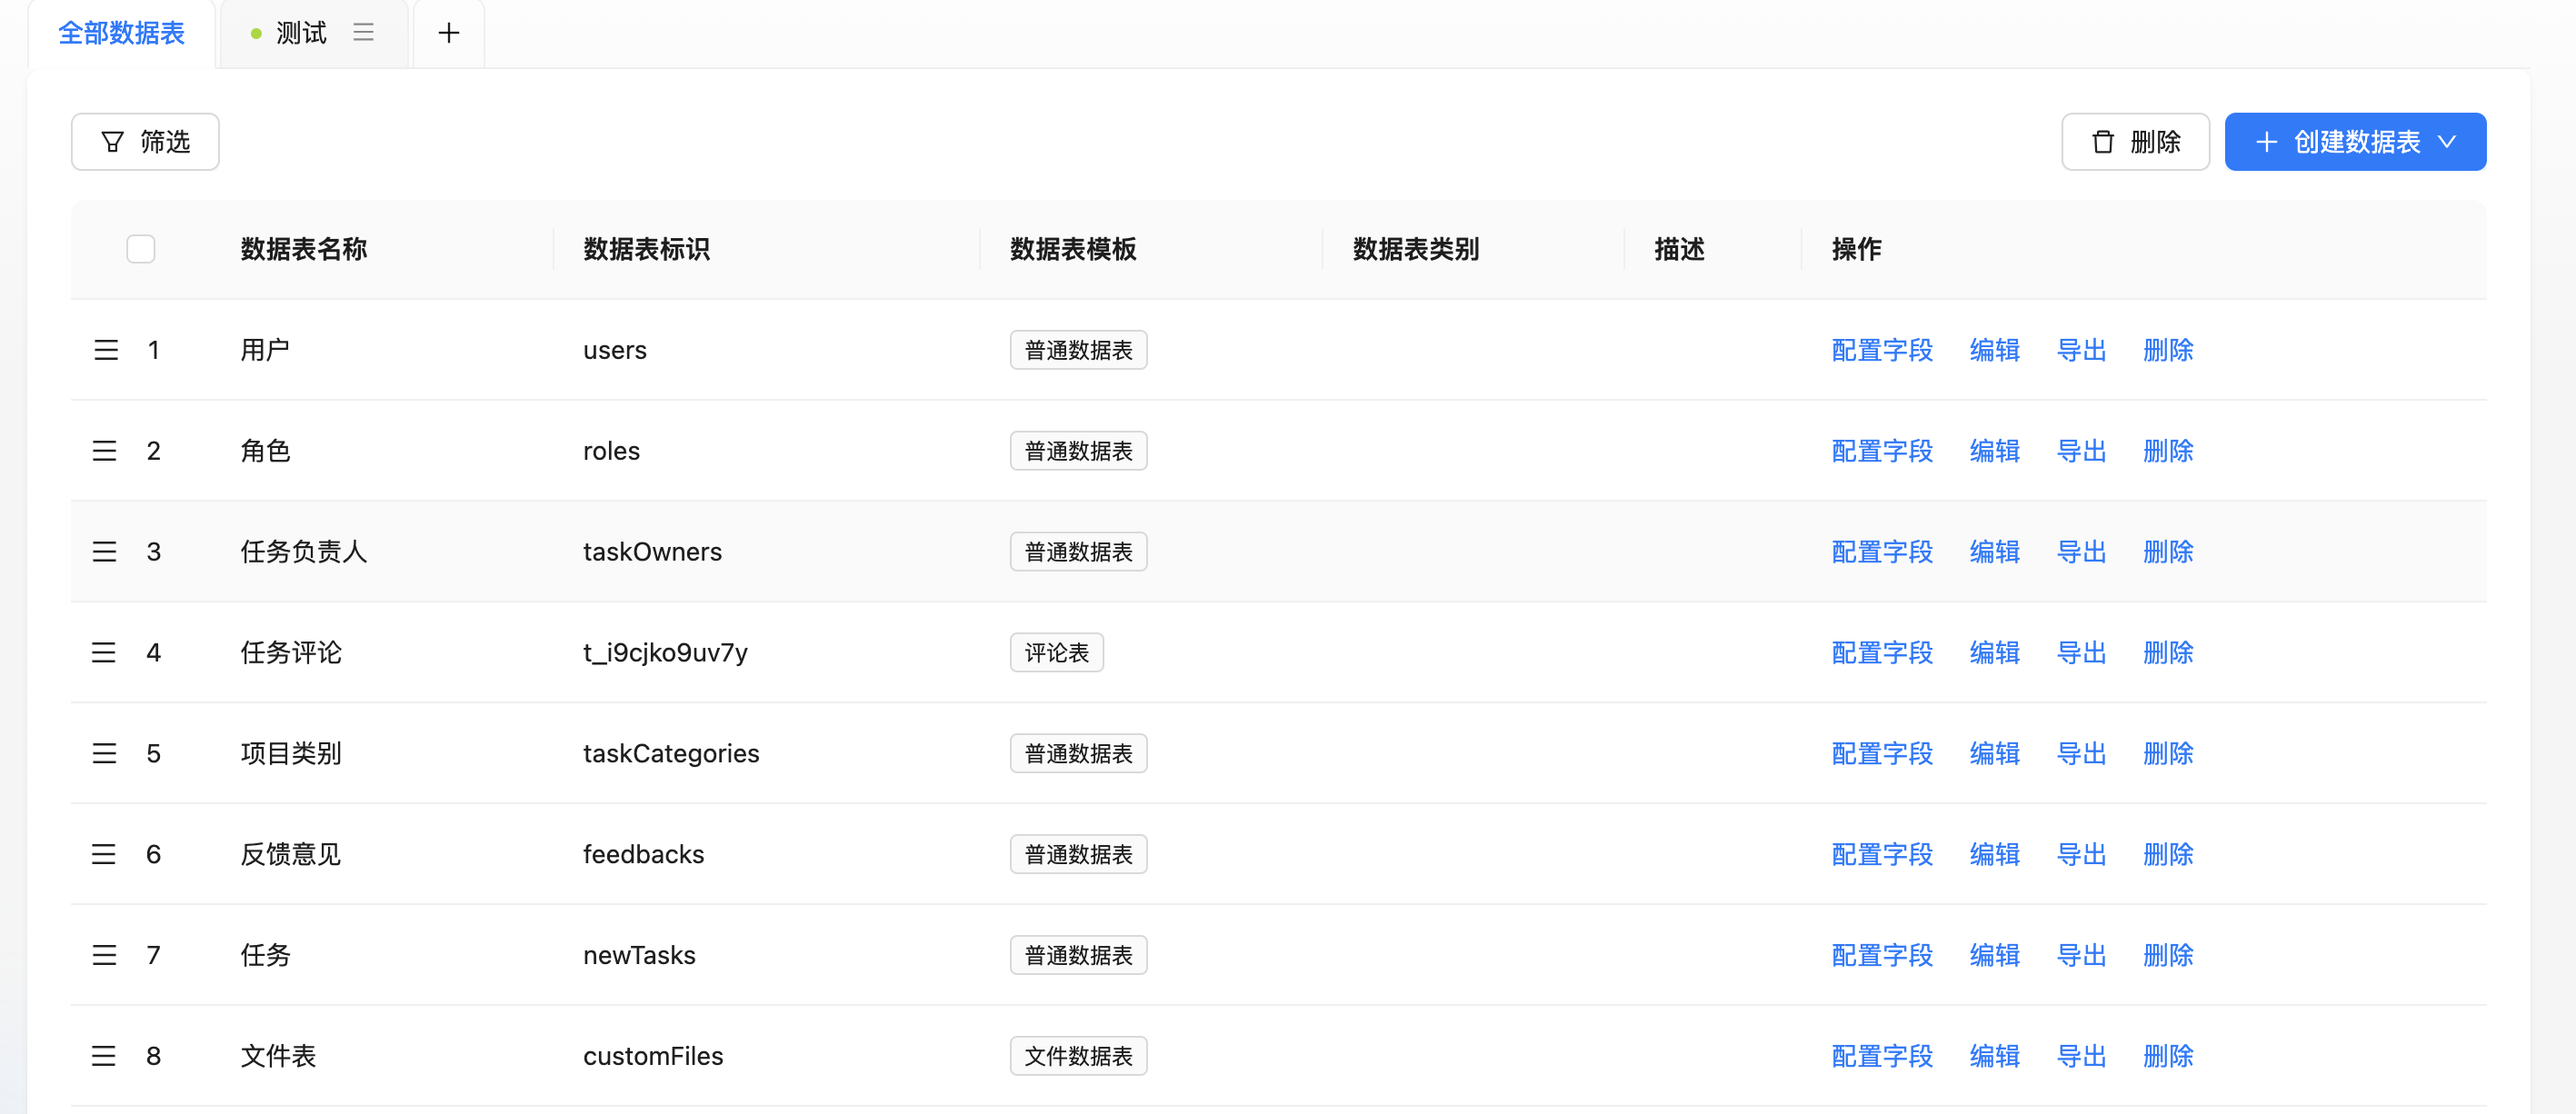 全部数据表 测试
筛选 删除 创建数据表
数据表名称 数据表标识 数据表模板 数据表类别 描述 操作
1 用户 users 普通数据表 配置字段 编辑 导出 删除
2 角色 roles 普通数据表 配置字段 编辑 导出 删除
3 任务负责人 taskOwners 普通数据表 配置字段 编辑 导出 删除
4 任务评论 t_i9cjko9uv7y 评论表 配置字段 编辑 导出 删除
5 项目类别 taskCategories 普通数据表 配置字段 编辑 导出 删除
6 反馈意见 feedbacks 普通数据表 配置字段 编辑 导出 删除
7 任务 newTasks 普通数据表 配置字段 编辑 导出 删除
8 文件表 customFiles 文件数据表 配置字段 编辑 导出 删除